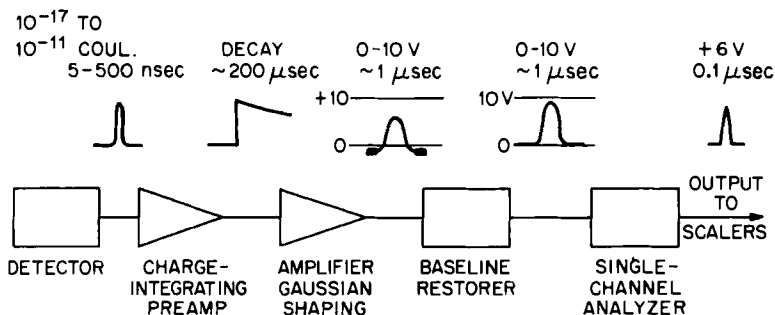 10⁻¹⁷ TO
10⁻¹¹ COUL.
5-500 nsec
DECAY
~200 μsec
0-10 V
~1 μsec
+10
0
0-10 V
~1 μsec
10 V
0
+6 V
0.1 μsec
DETECTOR
CHARGE-
INTEGRATING
PREAMP
AMPLIFIER
GAUSSIAN
SHAPING
BASELINE
RESTORER
SINGLE-
CHANNEL
ANALYZER
OUTPUT
TO
SCALERS